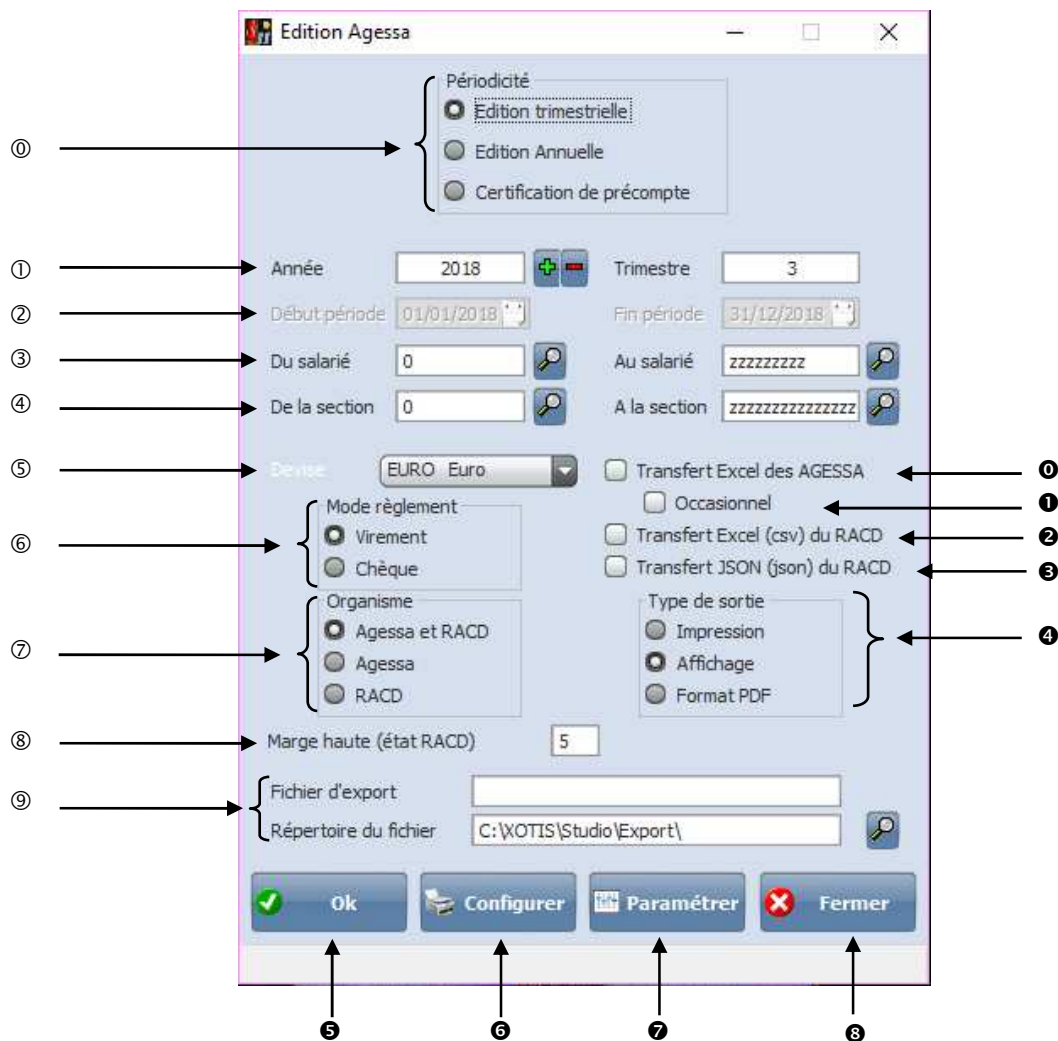 Edition Agessa
Périodicité
Edition trimestrielle
⓪
Edition Annuelle
Certification de précompte
① Année 2018 Trimestre 3
② Début période 01/01/2018 Fin période 31/12/2018
③ Du salarié 0 Au salarié zzzzzzzzz
④ De la section 0 A la section zzzzzzzzzzzzzzz
⑤ Devise EURO Euro Transfert Excel des AGESSA ⓿
Mode règlement Occasionnel ❶
⑥ Virement Transfert Excel (csv) du RACD ❷
Chèque Transfert JSON (json) du RACD ❸
Organisme Type de sortie
Agessa et RACD Impression ❹
⑦ Agessa Affichage
RACD Format PDF
⑧ Marge haute (état RACD) 5
⑨ Fichier d'export
Répertoire du fichier C:\XOTIS\Studio\Export\
Ok Configurer Paramétrer Fermer
❺ ❻ ❼ ❽